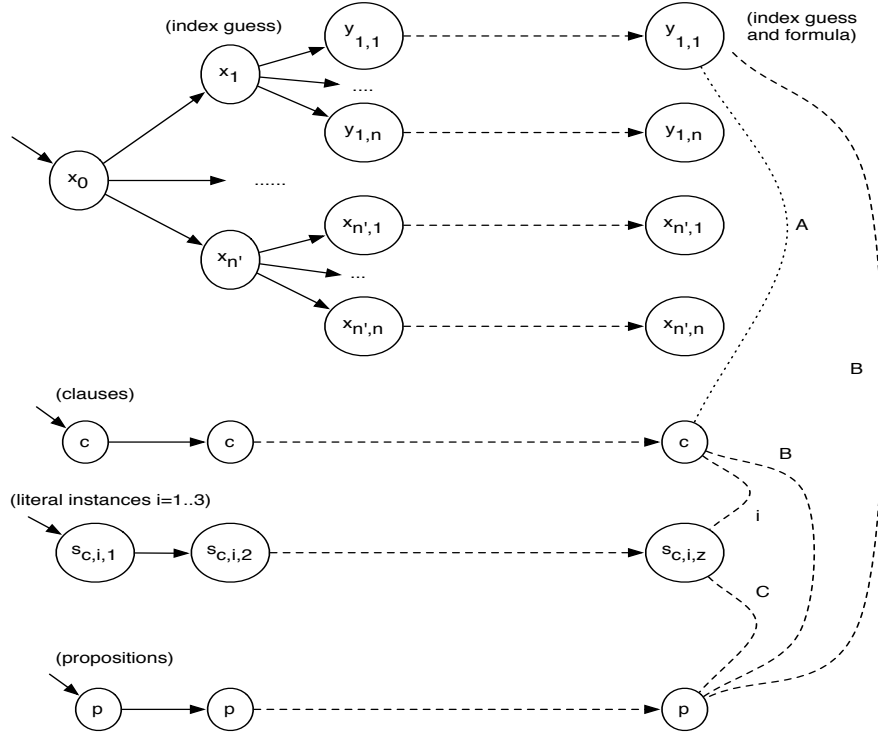 (index guess)
(index guess
and formula)
y1,1
y1,1
x1
....
y1,n
y1,n
x0
......
xn',1
xn',1
A
xn'
...
xn',n
xn',n
B
(clauses)
c
c
c
B
(literal instances i=1..3)
i
sc,i,1
sc,i,2
sc,i,z
C
(propositions)
p
p
p